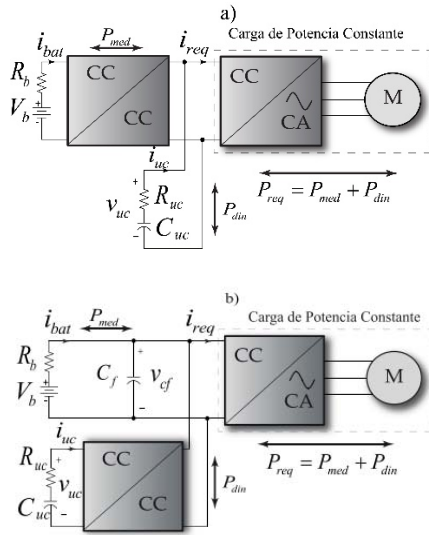 a)
i_bat
P_med
i_req
Carga de Potencia Constante
R_b
V_b
+
-
CC
CC
CC
CA
M
i_uc
+
v_uc
-
R_uc
C_uc
P_din
P_req = P_med + P_din
b)
i_bat
P_med
i_req
Carga de Potencia Constante
R_b
V_b
+
-
C_f
+
v_cf
-
CC
CA
M
i_uc
R_uc
+
v_uc
C_uc
-
CC
CC
P_din
P_req = P_med + P_din